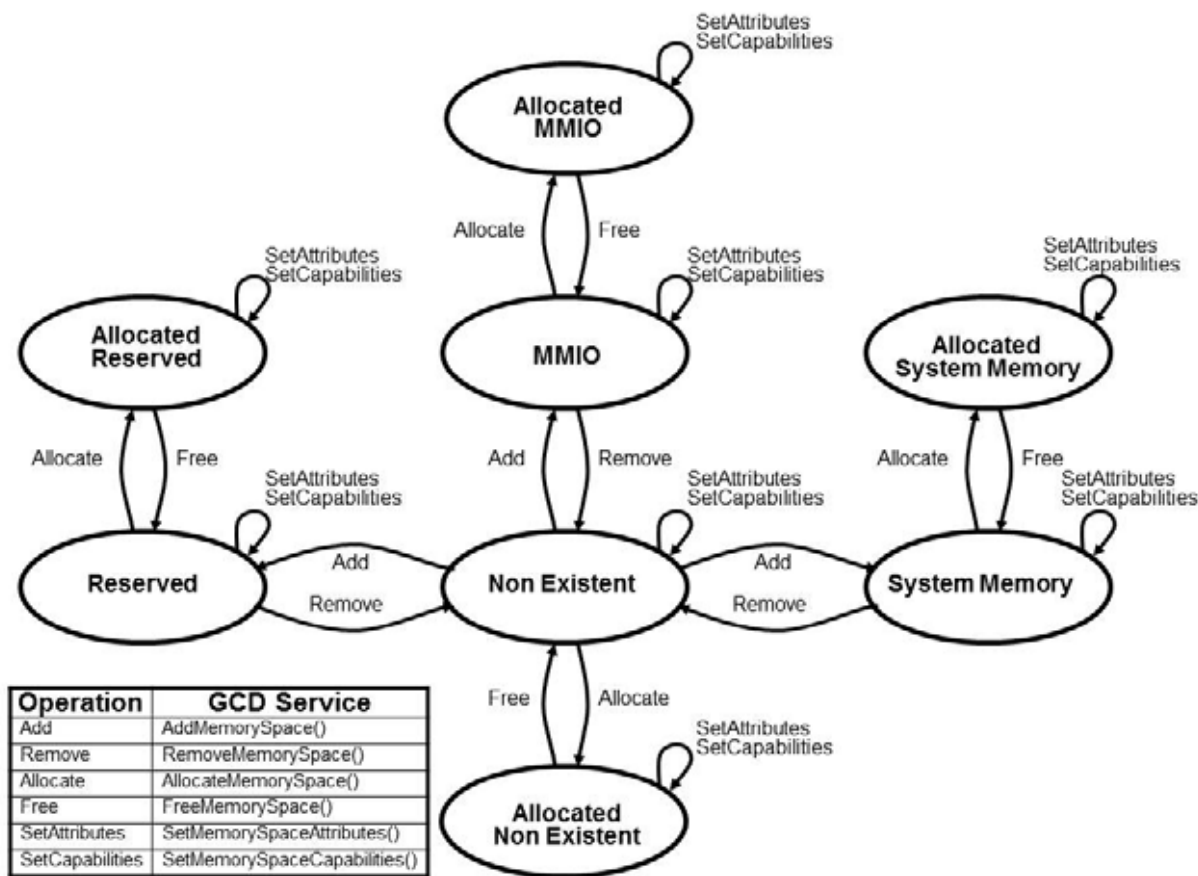 SetAttributes
SetCapabilities
Allocated
MMIO
Allocate
Free
SetAttributes
SetCapabilities
SetAttributes
SetCapabilities
SetAttributes
SetCapabilities
Allocated
Reserved
MMIO
Allocated
System Memory
Allocate
Free
Add
Remove
Allocate
Free
SetAttributes
SetCapabilities
SetAttributes
SetCapabilities
SetAttributes
SetCapabilities
Reserved
Add
Remove
Non Existent
Add
Remove
System Memory
Free
Allocate
SetAttributes
SetCapabilities
Allocated
Non Existent
Operation GCD Service
Add AddMemorySpace()
Remove RemoveMemorySpace()
Allocate AllocateMemorySpace()
Free FreeMemorySpace()
SetAttributes SetMemorySpaceAttributes()
SetCapabilities SetMemorySpaceCapabilities()